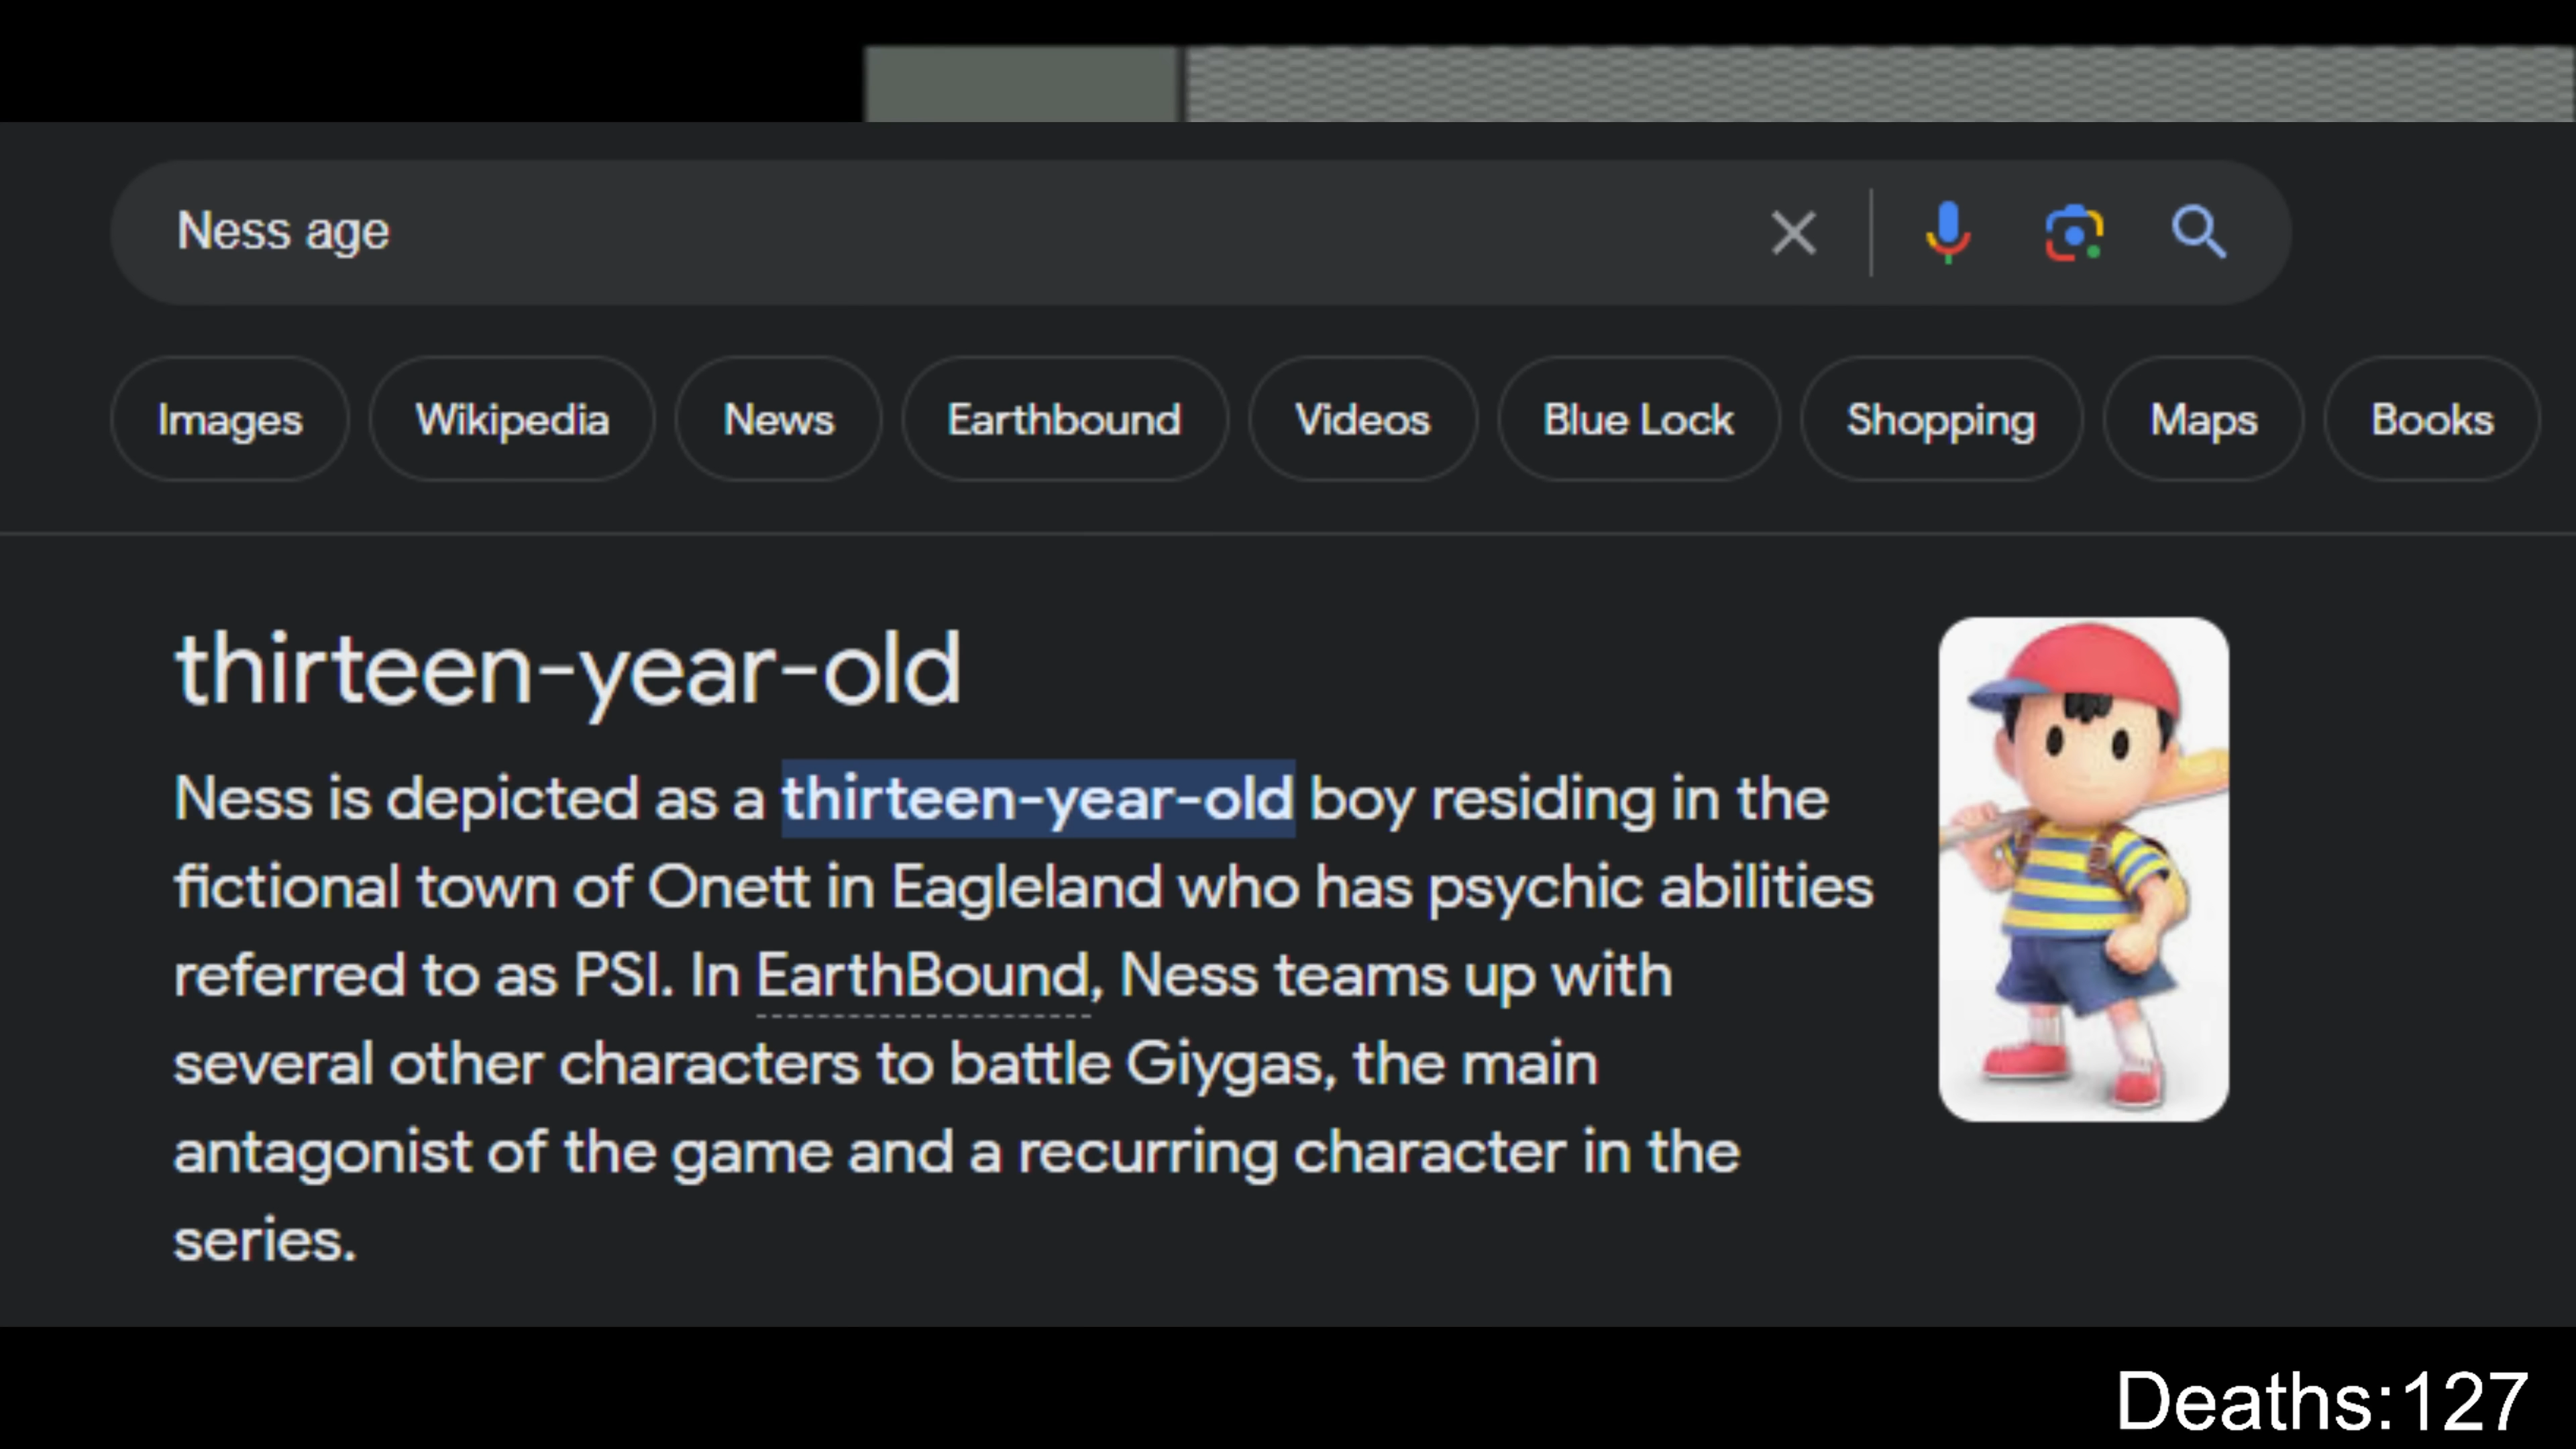 Ness age
Images Wikipedia News Earthbound Videos Blue Lock Shopping Maps Books
thirteen-year-old
Ness is depicted as a thirteen-year-old boy residing in the
fictional town of Onett in Eagleland who has psychic abilities
referred to as PSI. In EarthBound, Ness teams up with
several other characters to battle Giygas, the main
antagonist of the game and a recurring character in the
series.
Deaths:127